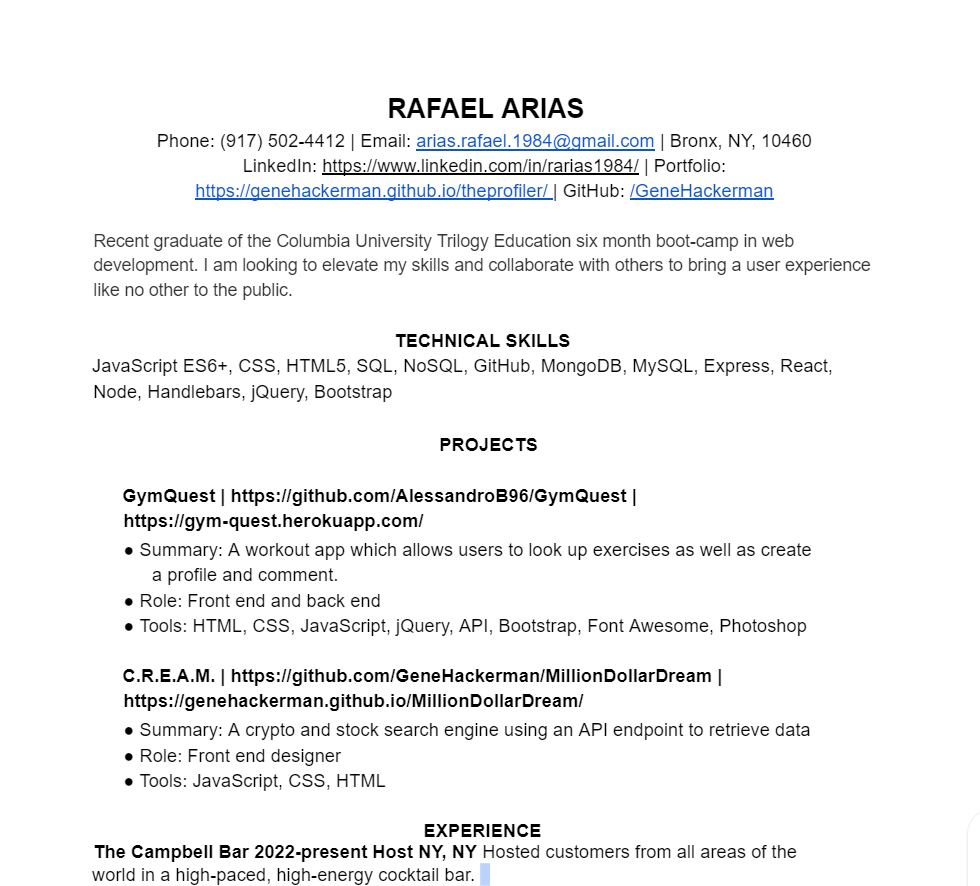 RAFAEL ARIAS
Phone: (917) 502-4412 | Email: arias.rafael.1984@gmail.com | Bronx, NY, 10460
LinkedIn: https://www.linkedin.com/in/rarias1984/ | Portfolio:
https://genehackerman.github.io/theprofiler/ | GitHub: /GeneHackerman
Recent graduate of the Columbia University Trilogy Education six month boot-camp in web
development. I am looking to elevate my skills and collaborate with others to bring a user experience
like no other to the public.
TECHNICAL SKILLS
JavaScript ES6+, CSS, HTML5, SQL, NoSQL, GitHub, MongoDB, MySQL, Express, React,
Node, Handlebars, jQuery, Bootstrap
PROJECTS
GymQuest | https://github.com/AlessandroB96/GymQuest |
https://gym-quest.herokuapp.com/
● Summary: A workout app which allows users to look up exercises as well as create
a profile and comment.
● Role: Front end and back end
● Tools: HTML, CSS, JavaScript, jQuery, API, Bootstrap, Font Awesome, Photoshop
C.R.E.A.M. | https://github.com/GeneHackerman/MillionDollarDream |
https://genehackerman.github.io/MillionDollarDream/
● Summary: A crypto and stock search engine using an API endpoint to retrieve data
● Role: Front end designer
● Tools: JavaScript, CSS, HTML
EXPERIENCE
The Campbell Bar 2022-present Host NY, NY Hosted customers from all areas of the
world in a high-paced, high-energy cocktail bar.